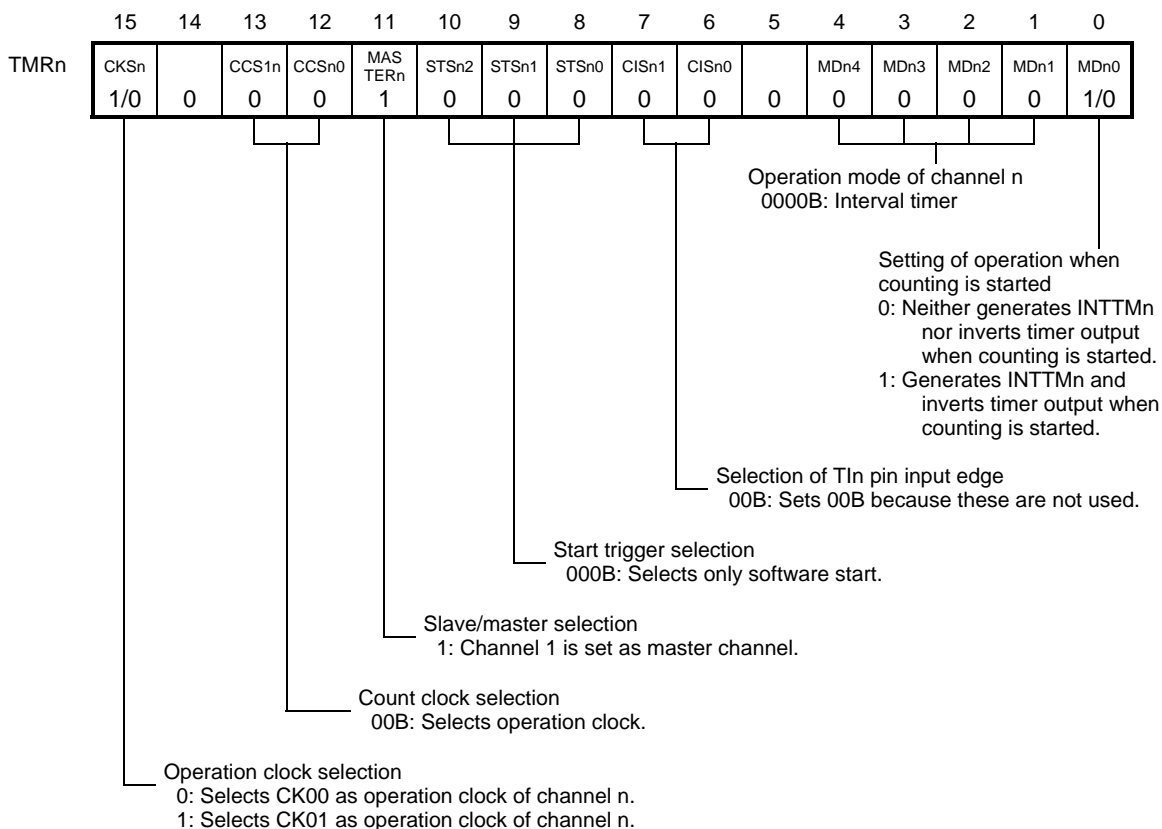 15 14 13 12 11 10 9 8 7 6 5 4 3 2 1 0
TMRn CKSn CCS1n CCSn0 MAS TERn STSn2 STSn1 STSn0 CISn1 CISn0 MDn4 MDn3 MDn2 MDn1 MDn0
1/0 0 0 0 1 0 0 0 0 0 0 0 0 0 0 1/0
Operation mode of channel n
0000B: Interval timer
Setting of operation when
counting is started
0: Neither generates INTTMn
nor inverts timer output
when counting is started.
1: Generates INTTMn and
inverts timer output when
counting is started.
Selection of TIn pin input edge
00B: Sets 00B because these are not used.
Start trigger selection
000B: Selects only software start.
Slave/master selection
1: Channel 1 is set as master channel.
Count clock selection
00B: Selects operation clock.
Operation clock selection
0: Selects CK00 as operation clock of channel n.
1: Selects CK01 as operation clock of channel n.